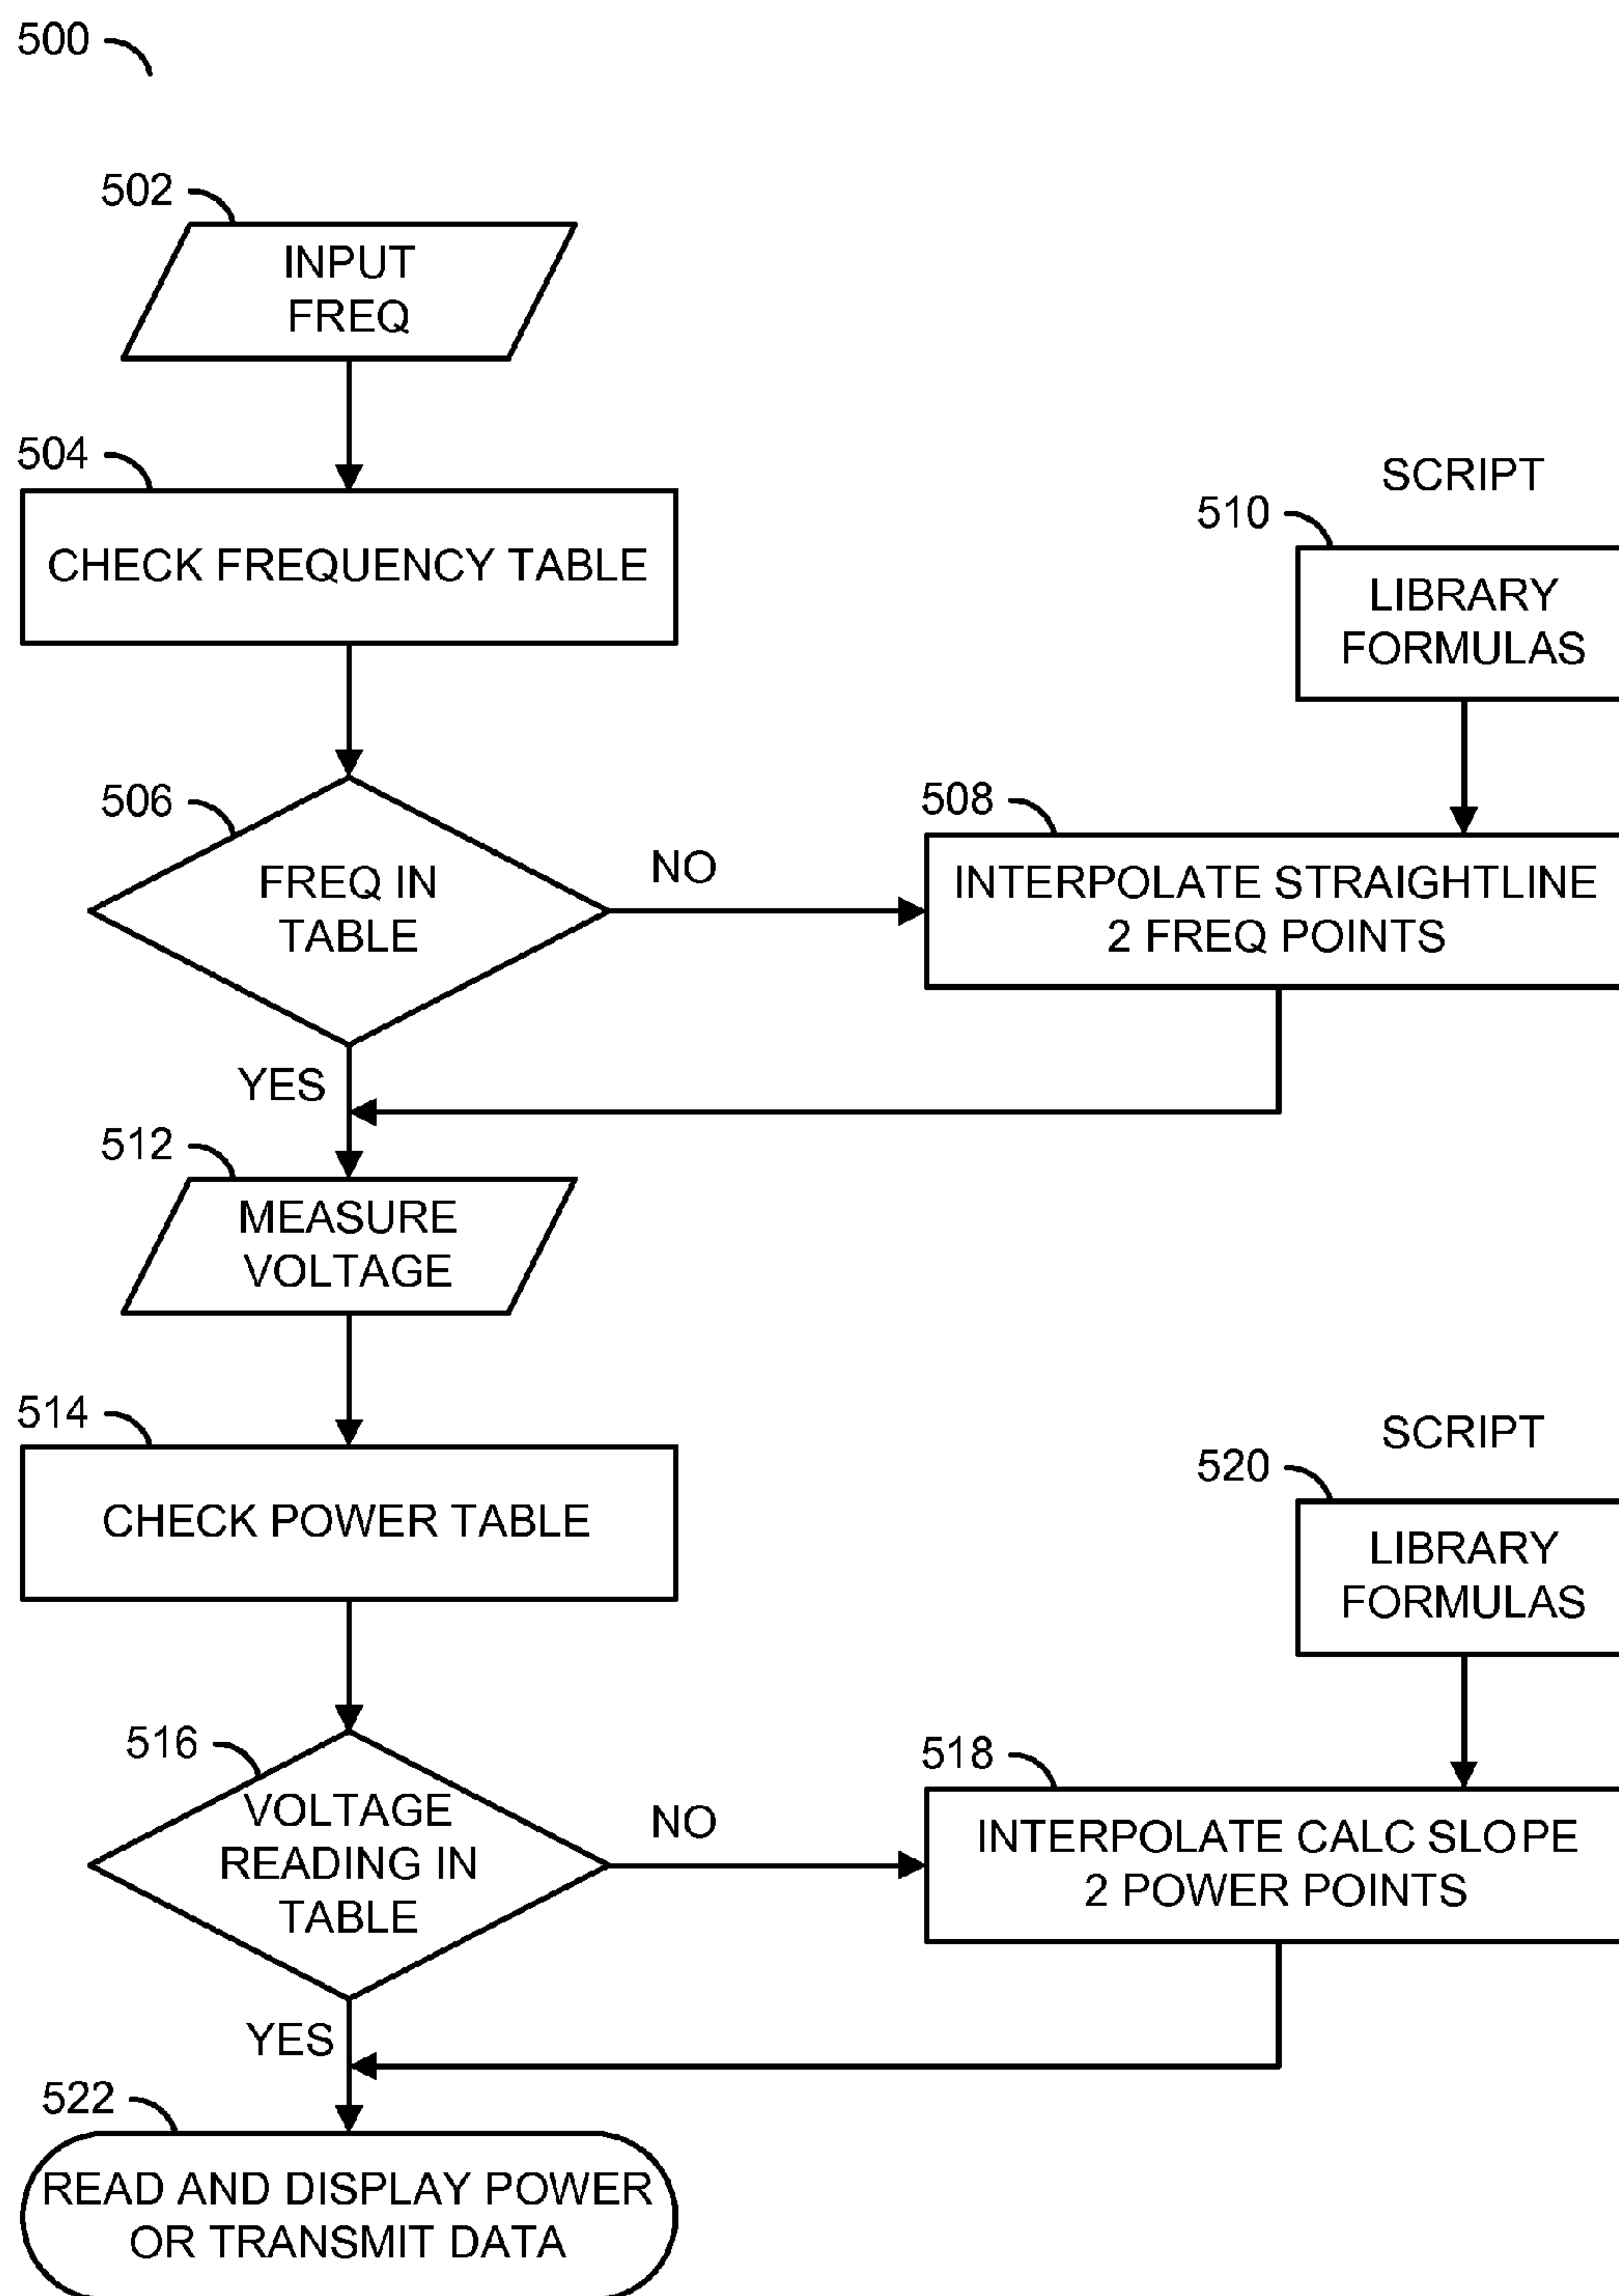 500
502
INPUT
FREQ
504
CHECK FREQUENCY TABLE
SCRIPT
510
LIBRARY
FORMULAS
506
FREQ IN
TABLE
NO
508
INTERPOLATE STRAIGHTLINE
2 FREQ POINTS
YES
512
MEASURE
VOLTAGE
514
CHECK POWER TABLE
SCRIPT
520
LIBRARY
FORMULAS
516
VOLTAGE
READING IN
TABLE
NO
518
INTERPOLATE CALC SLOPE
2 POWER POINTS
YES
522
READ AND DISPLAY POWER
OR TRANSMIT DATA